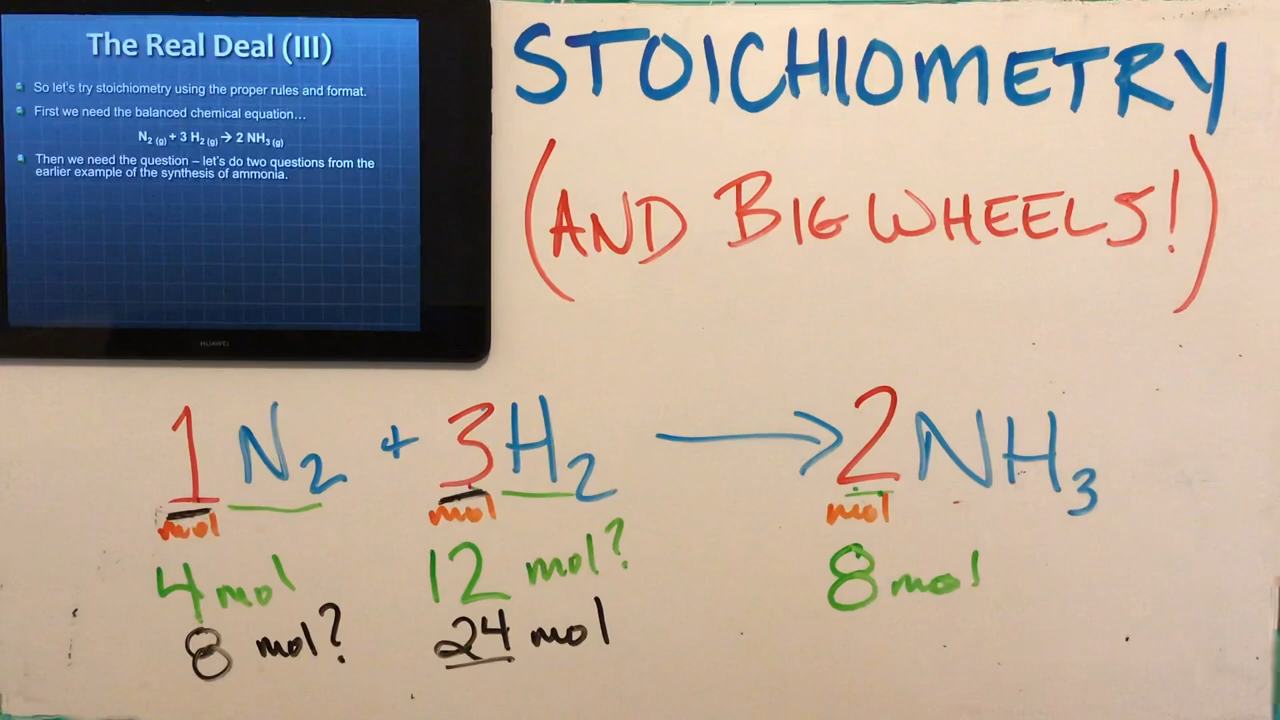 The Real Deal (III)
So let's try stoichiometry using the proper rules and format.
First we need the balanced chemical equation…
N₂ (g) + 3 H₂ (g) → 2 NH₃ (g)
Then we need the question – let's do two questions from the
earlier example of the synthesis of ammonia.
HUAWEI
STOICHIOMETRY
(AND BIG WHEELS!)
1 N₂ + 3 H₂ → 2 NH₃
mol mol mol
4 mol 12 mol? 8 mol
8 mol? 24 mol